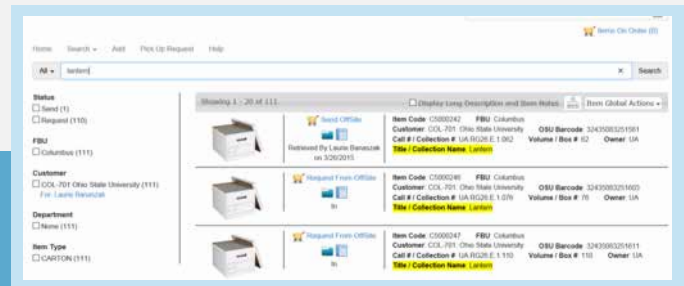 Items On Order (0)
Home Search Add Pick Up Request Help
All lantern × Search
Status
Send (1)
Request (110)
FBU
Columbus (111)
Customer
COL-701 Ohio State University (111)
For: Laurie Banaszak
Department
None (111)
Item Type
CARTON (111)
Showing 1 - 20 of 111 Display Long Description and Item Notes Item Global Actions
Send OffSite
Retrieved By Laurie Banaszak
on 3/20/2015
Item Code C5000242 FBU Columbus
Customer COL-701 Ohio State University OSU Barcode 32435083251561
Call # / Collection # UA.RG26.E.1.062 Volume / Box # 62 Owner UA
Title / Collection Name Lantern
Request From OffSite
In
Item Code C5000246 FBU Columbus
Customer COL-701 Ohio State University OSU Barcode 32435083251603
Call # / Collection # UA.RG26.E.1.076 Volume / Box # 76 Owner UA
Title / Collection Name Lantern
Request From OffSite
In
Item Code C5000247 FBU Columbus
Customer COL-701 Ohio State University OSU Barcode 32435083251611
Call # / Collection # UA.RG26.E.1.110 Volume / Box # 110 Owner UA
Title / Collection Name Lantern